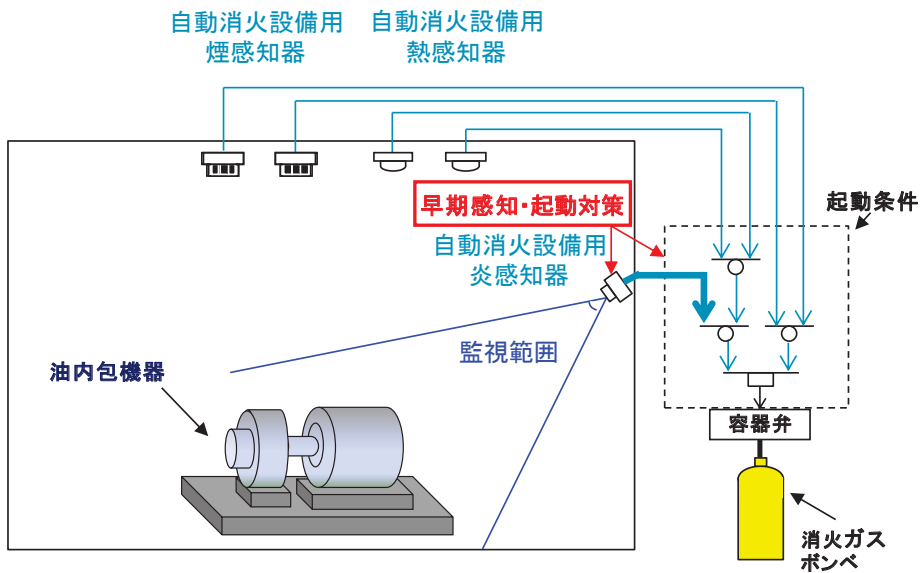 自動消火設備用
煙感知器
自動消火設備用
熱感知器
早期感知・起動対策
起動条件
自動消火設備用
炎感知器
監視範囲
油内包機器
容器弁
消火ガス
ボンベ